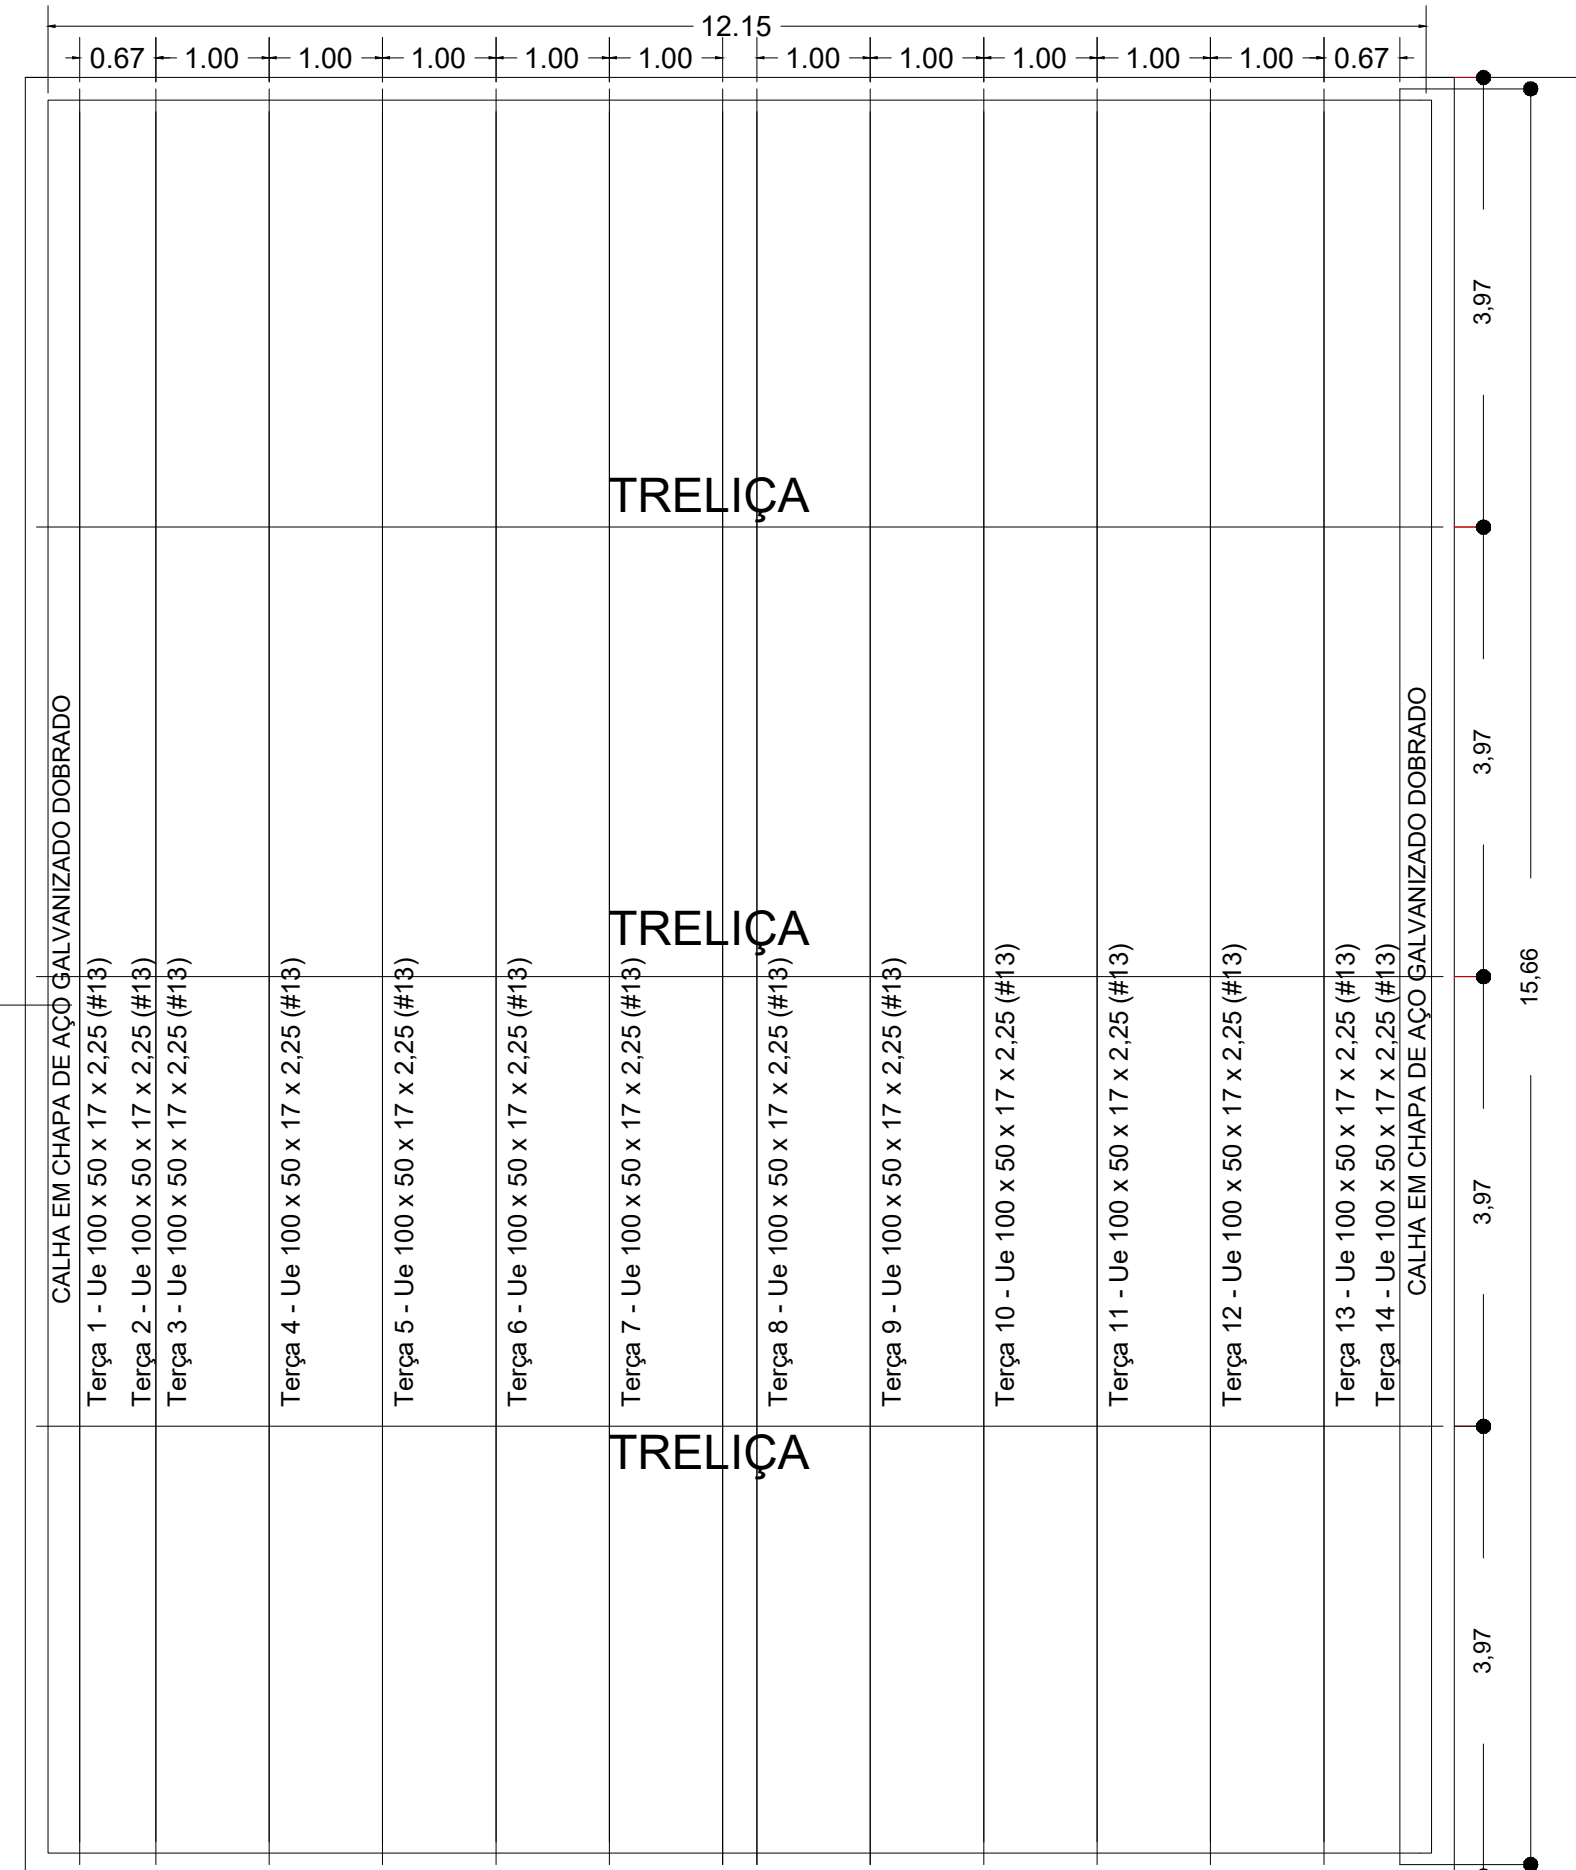 12.15
0.67
1.00
1.00
1.00
1.00
1.00
1.00
1.00
1.00
1.00
1.00
0.67
3,97
TRELIÇA
3,97
TRELIÇA
15,66
CALHA EM CHAPA DE AÇO GALVANIZADO DOBRADO
Terça 1 - Ue 100 x 50 x 17 x 2,25 (#13)
Terça 2 - Ue 100 x 50 x 17 x 2,25 (#13)
Terça 3 - Ue 100 x 50 x 17 x 2,25 (#13)
Terça 4 - Ue 100 x 50 x 17 x 2,25 (#13)
Terça 5 - Ue 100 x 50 x 17 x 2,25 (#13)
Terça 6 - Ue 100 x 50 x 17 x 2,25 (#13)
Terça 7 - Ue 100 x 50 x 17 x 2,25 (#13)
Terça 8 - Ue 100 x 50 x 17 x 2,25 (#13)
Terça 9 - Ue 100 x 50 x 17 x 2,25 (#13)
Terça 10 - Ue 100 x 50 x 17 x 2,25 (#13)
Terça 11 - Ue 100 x 50 x 17 x 2,25 (#13)
Terça 12 - Ue 100 x 50 x 17 x 2,25 (#13)
Terça 13 - Ue 100 x 50 x 17 x 2,25 (#13)
Terça 14 - Ue 100 x 50 x 17 x 2,25 (#13)
CALHA EM CHAPA DE AÇO GALVANIZADO DOBRADO
3,97
TRELIÇA
3,97